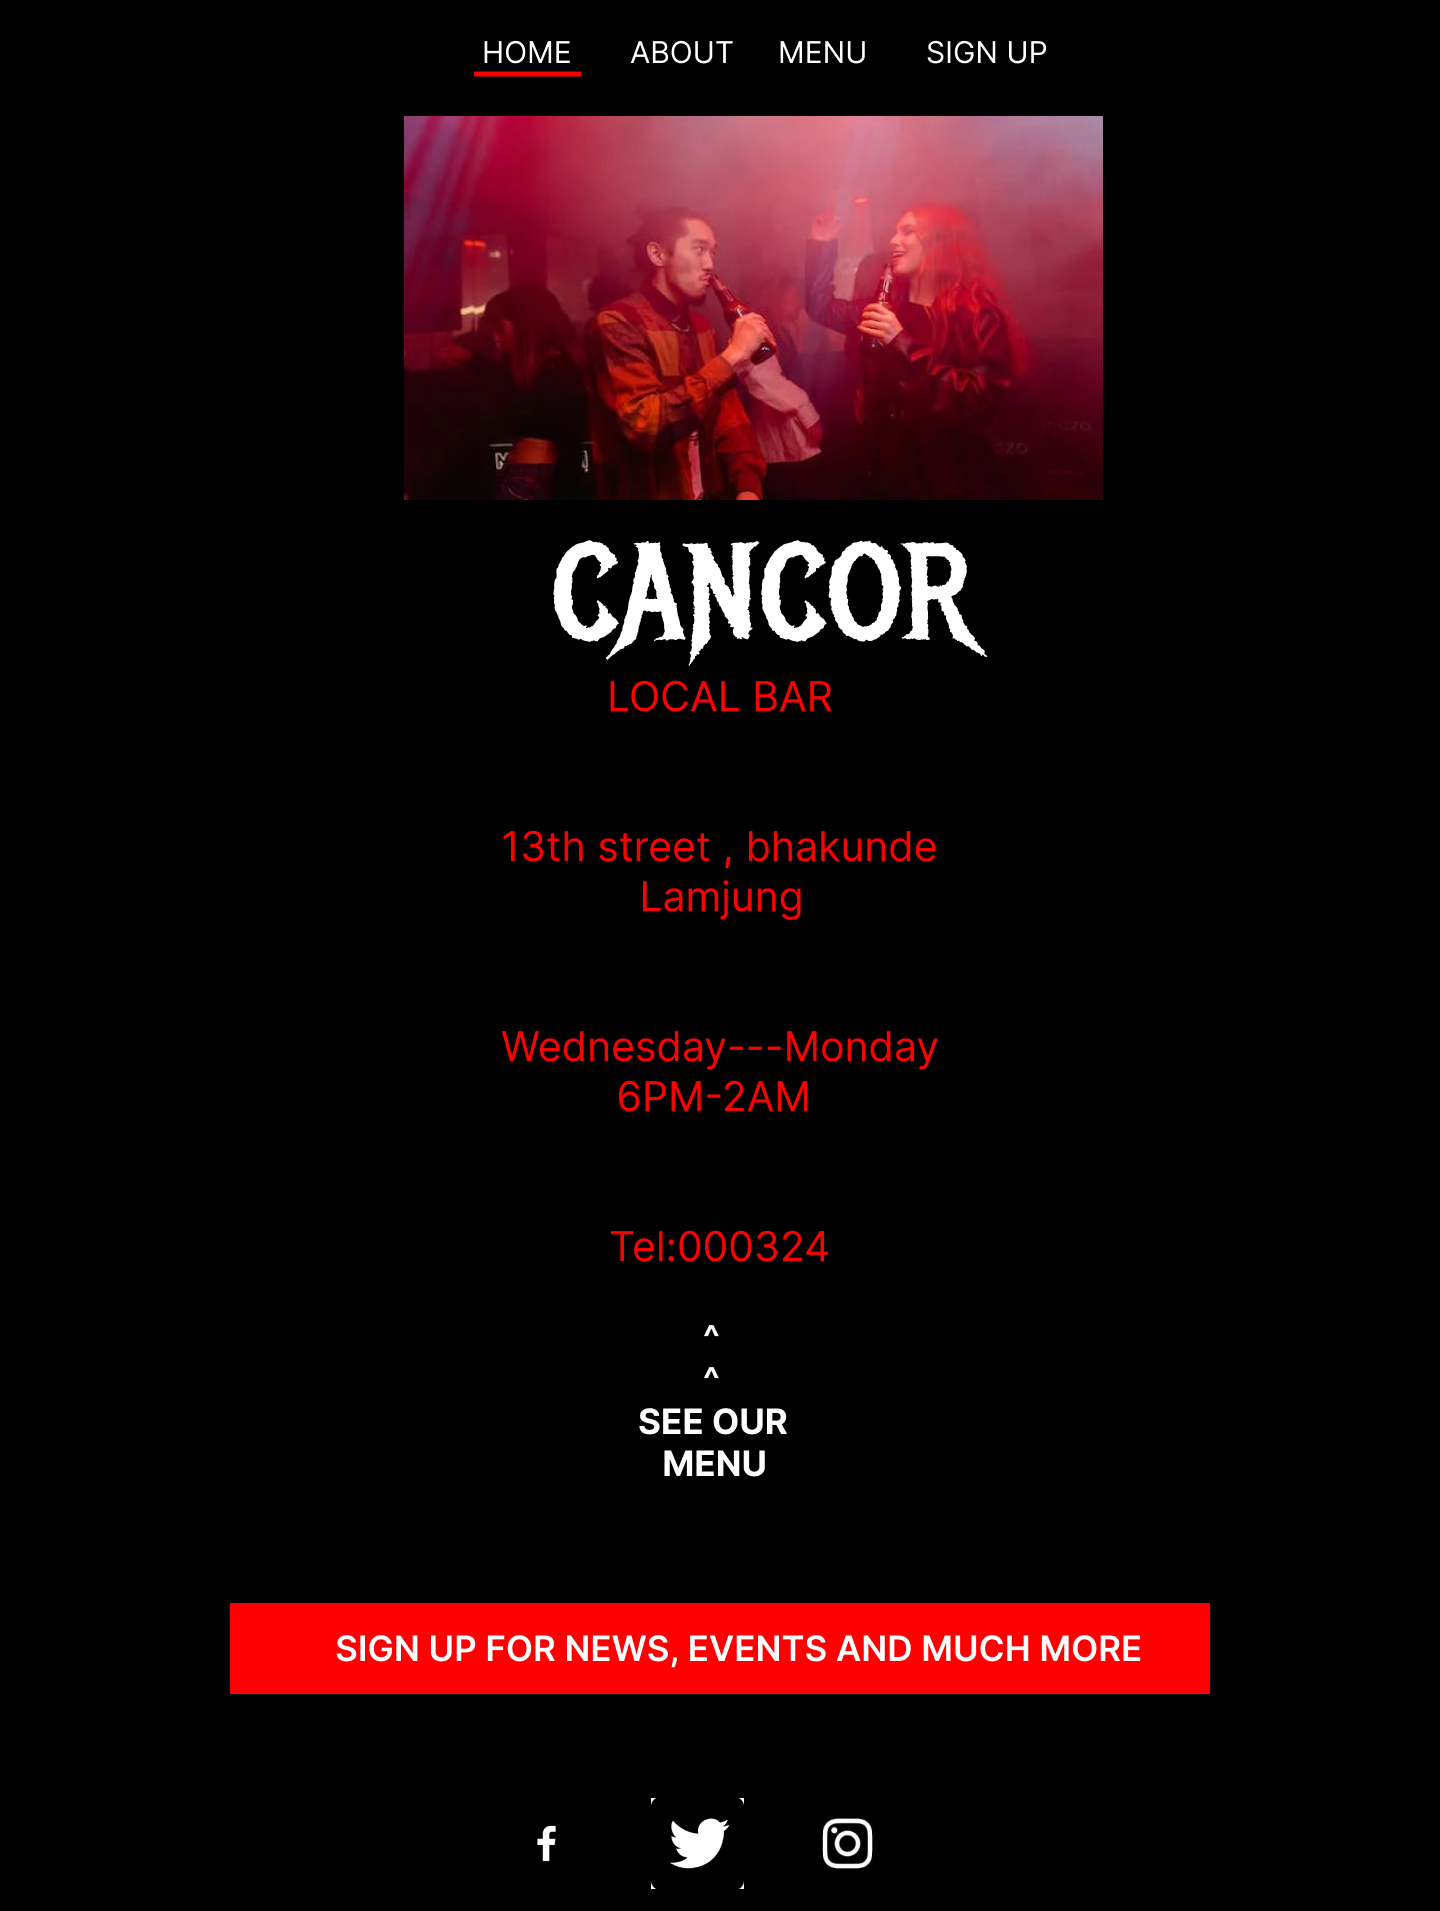 HOME ABOUT MENU SIGN UP
CANCOR
LOCAL BAR
13th street , bhakunde
Lamjung
Wednesday---Monday
6PM-2AM
Tel:000324
^
^
SEE OUR
MENU
SIGN UP FOR NEWS, EVENTS AND MUCH MORE